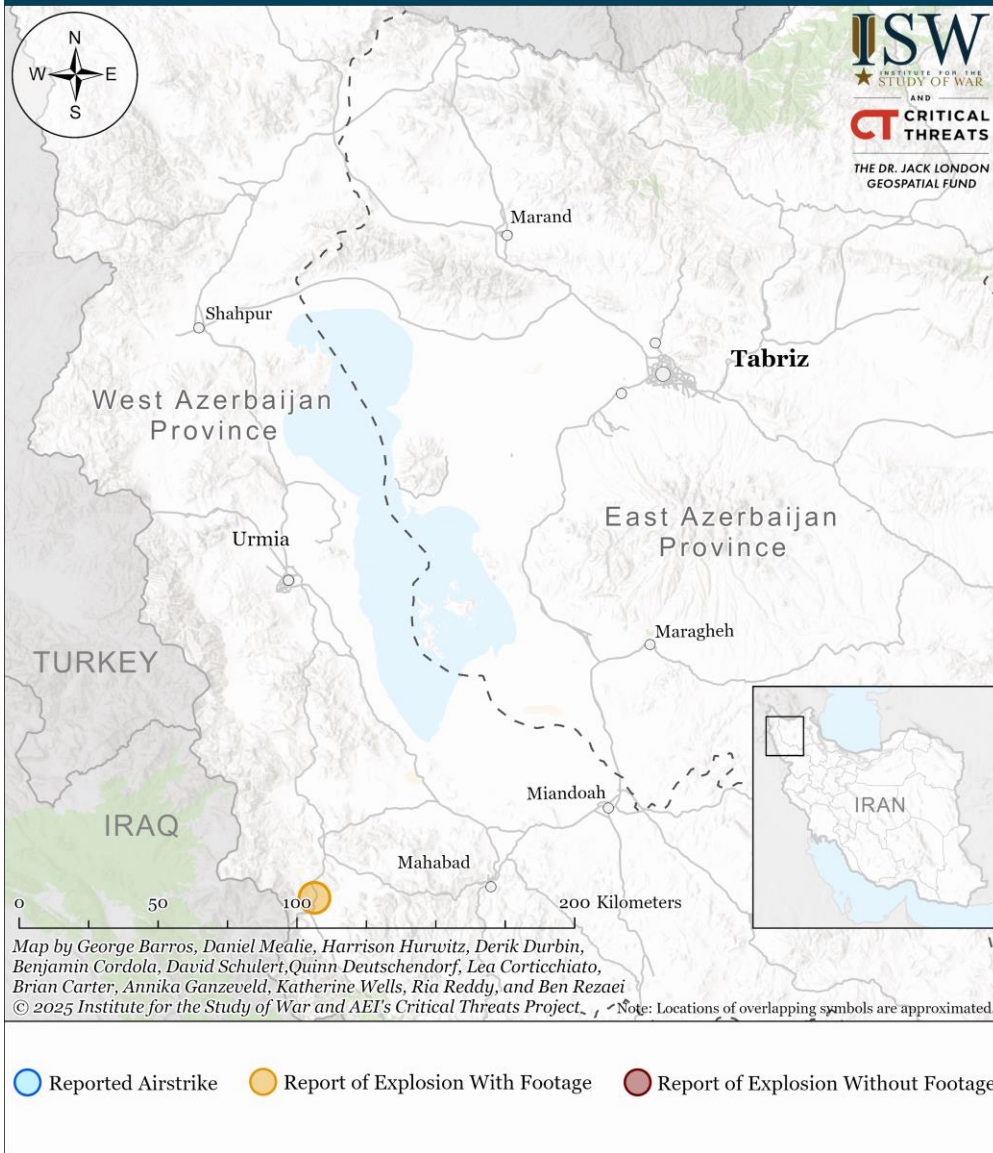 N
W E
S
ISW
INSTITUTE FOR THE
STUDY OF WAR
AND
CT CRITICAL
THREATS
THE DR. JACK LONDON
GEOSPATIAL FUND
Marand
Shahpur
Tabriz
West Azerbaijan
Province
East Azerbaijan
Province
Urmia
Maragheh
TURKEY
Miandoah
IRAN
IRAQ
Mahabad
0 50 100 200 Kilometers
Map by George Barros, Daniel Mealie, Harrison Hurwitz, Derik Durbin,
Benjamin Cordola, David Schulert,Quinn Deutschendorf, Lea Corticchiato,
Brian Carter, Annika Ganzeveld, Katherine Wells, Ria Reddy, and Ben Rezaei
© 2025 Institute for the Study of War and AEI's Critical Threats Project.
Note: Locations of overlapping symbols are approximated.
Reported Airstrike
Report of Explosion With Footage
Report of Explosion Without Footage